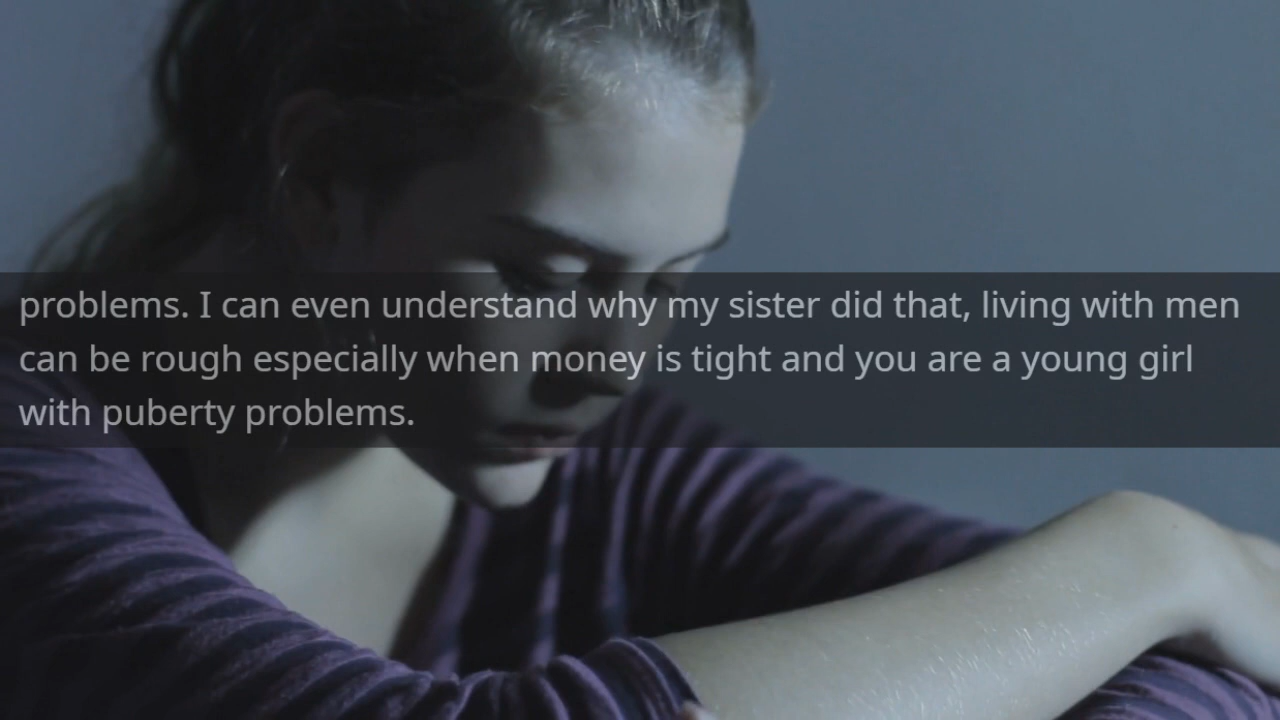 problems. I can even understand why my sister did that, living with men
can be rough especially when money is tight and you are a young girl
with puberty problems.